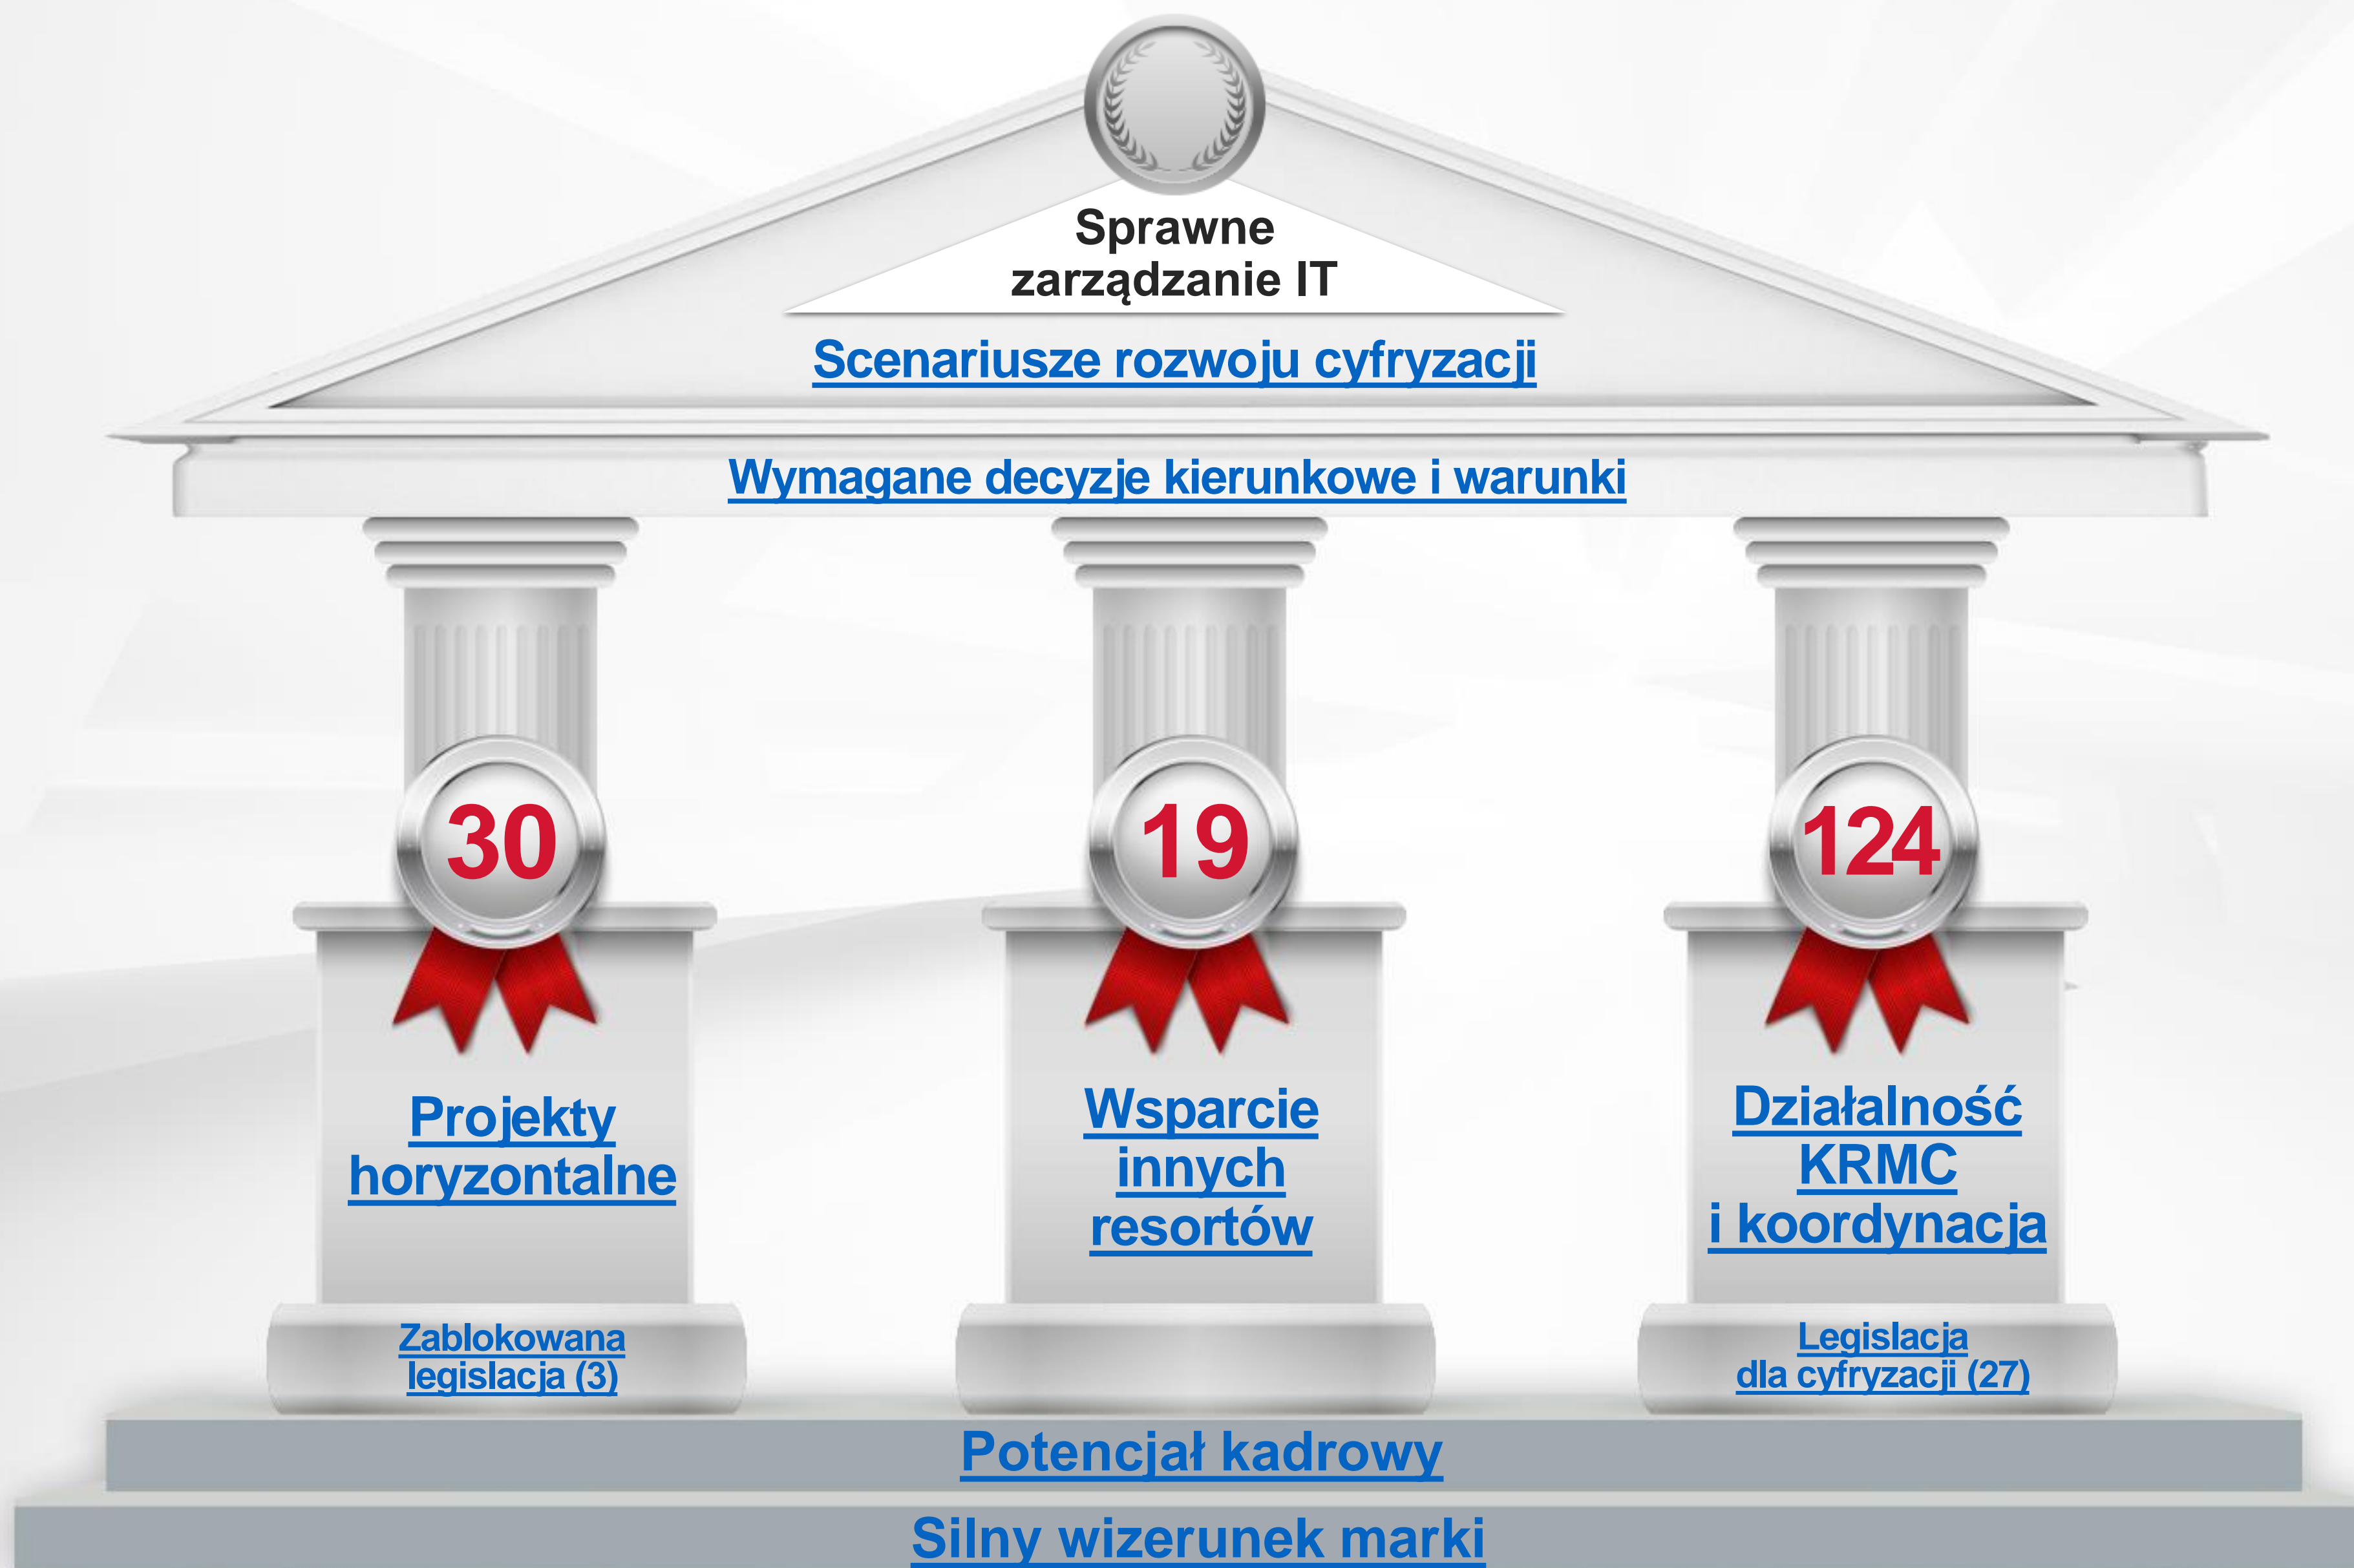 Sprawne
zarządzanie IT
Scenariusze rozwoju cyfryzacji
Wymagane decyzje kierunkowe i warunki
30
19
124
Projekty
horyzontalne
Wsparcie
innych
resortów
Działalność
KRMC
i koordynacja
Zablokowana
legislacja (3)
Legislacja
dla cyfryzacji (27)
Potencjał kadrowy
Silny wizerunek marki